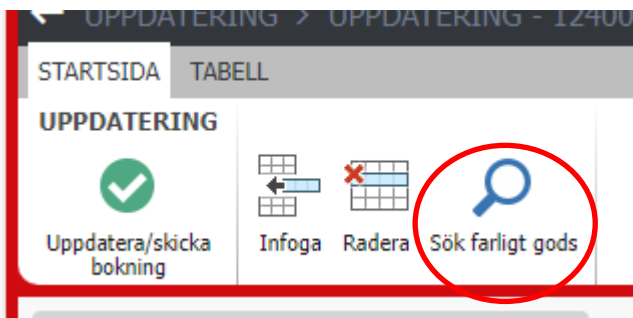 ← UPPDATERING > UPPDATERING - 12400
STARTSIDA TABELL
UPPDATERING
Uppdatera/skicka bokning
Infoga Radera Sök farligt gods